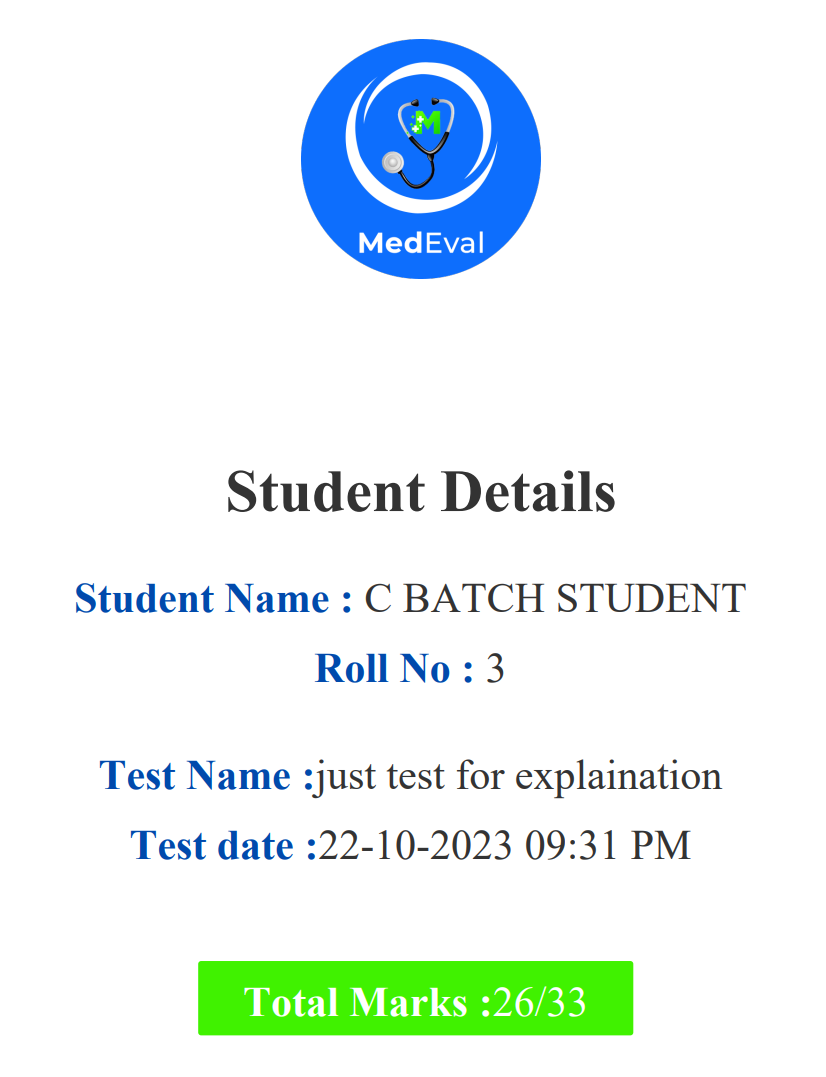 M
MedEval
Student Details
Student Name : C BATCH STUDENT
Roll No : 3
Test Name :just test for explaination
Test date :22-10-2023 09:31 PM
Total Marks :26/33